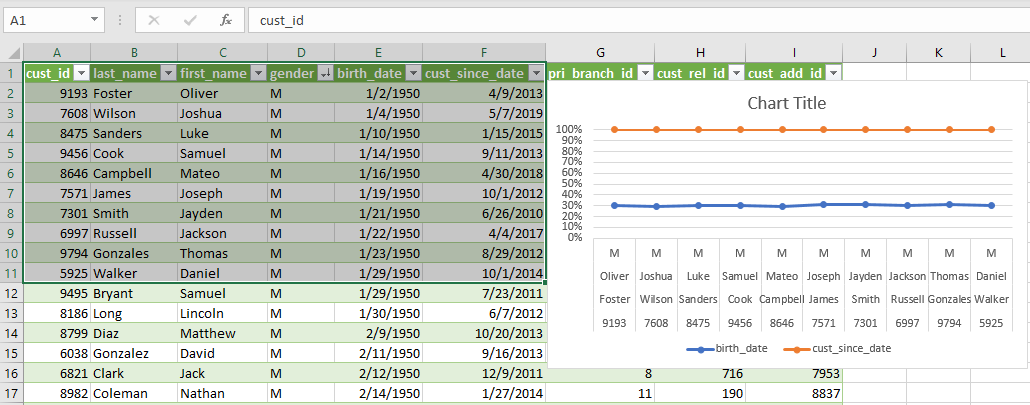 A1 fx cust_id
A B C D E F G H I J K L
1 cust_id last_name first_name gender birth_date cust_since_date pri_branch_id cust_rel_id cust_add_id
2 9193 Foster Oliver M 1/2/1950 4/9/2013
3 7608 Wilson Joshua M 1/4/1950 5/7/2019
4 8475 Sanders Luke M 1/10/1950 1/15/2015
5 9456 Cook Samuel M 1/14/1950 9/11/2013
6 8646 Campbell Mateo M 1/16/1950 4/30/2018
7 7571 James Joseph M 1/19/1950 10/1/2012
8 7301 Smith Jayden M 1/21/1950 6/26/2010
9 6997 Russell Jackson M 1/22/1950 4/4/2017
10 9794 Gonzales Thomas M 1/23/1950 8/29/2012
11 5925 Walker Daniel M 1/29/1950 10/1/2014
12 9495 Bryant Samuel M 1/29/1950 7/23/2011
13 8186 Long Lincoln M 1/30/1950 6/7/2012
14 8799 Diaz Matthew M 2/9/1950 10/20/2013
15 6038 Gonzalez David M 2/11/1950 9/16/2013
16 6821 Clark Jack M 2/12/1950 12/9/2011 8 716 7953
17 8982 Coleman Nathan M 2/14/1950 1/27/2014 11 190 8837
Chart Title
100%
90%
80%
70%
60%
50%
40%
30%
20%
10%
0%
M M M M M M M M M M
Oliver Joshua Luke Samuel Mateo Joseph Jayden Jackson Thomas Daniel
Foster Wilson Sanders Cook Campbell James Smith Russell Gonzales Walker
9193 7608 8475 9456 8646 7571 7301 6997 9794 5925
birth_date cust_since_date